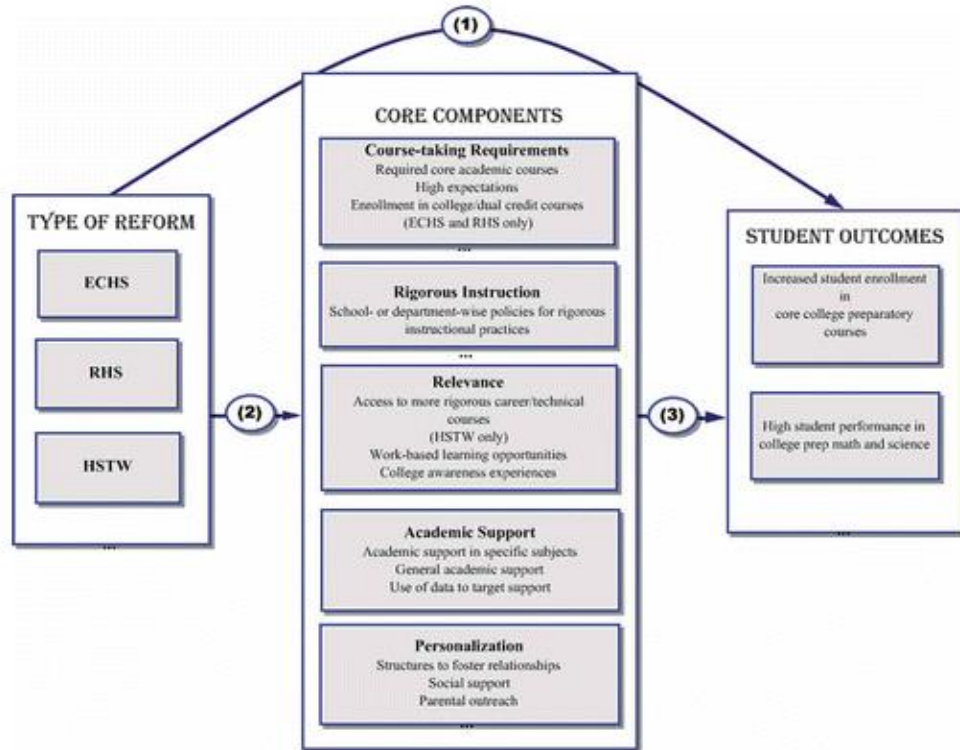 (1)
TYPE OF REFORM
ECHS
RHS
HSTW
...
(2)
CORE COMPONENTS
Course-taking Requirements
Required core academic courses
High expectations
Enrollment in college/dual credit courses
(ECHS and RHS only)
...
Rigorous Instruction
School- or department-wise policies for rigorous
instructional practices
...
Relevance
Access to more rigorous career/technical
courses
(HSTW only)
Work-based learning opportunities
College awareness experiences
Academic Support
Academic support in specific subjects
General academic support
Use of data to target support
Personalization
Structures to foster relationships
Social support
Parental outreach
...
(3)
STUDENT OUTCOMES
Increased student enrollment
in
core college preparatory
courses
High student performance in
college prep math and science
...